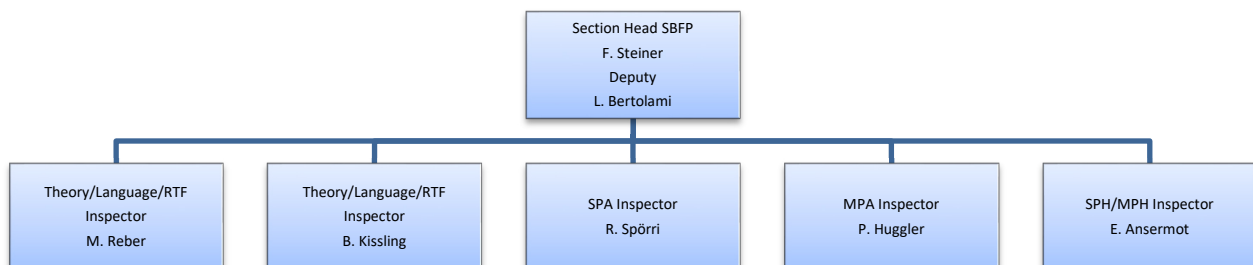 Section Head SBFP
F. Steiner
Deputy
L. Bertolami
Theory/Language/RTF
Inspector
M. Reber
Theory/Language/RTF
Inspector
B. Kissling
SPA Inspector
R. Spörri
MPA Inspector
P. Huggler
SPH/MPH Inspector
E. Ansermot